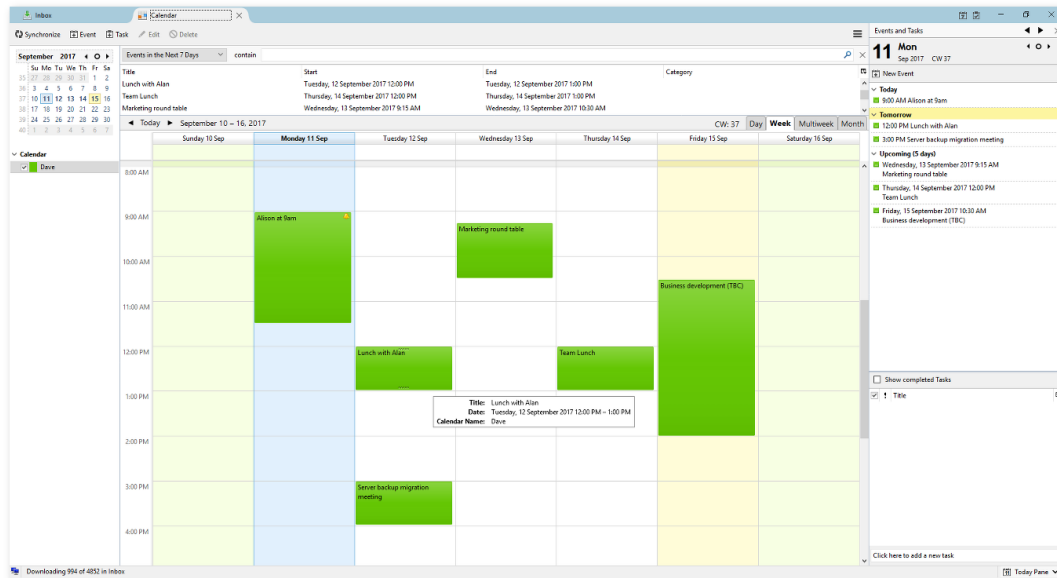 Inbox
Calendar
Synchronize Event Task Edit Delete
September 2017
Su Mo Tu We Th Fr Sa
35 27 28 29 30 31 1 2
36 3 4 5 6 7 8 9
37 10 11 12 13 14 15 16
38 17 18 19 20 21 22 23
39 24 25 26 27 28 29 30
40 1 2 3 4 5 6 7
Calendar
Dave
Events in the Next 7 Days contain
Title Start End Category
Lunch with Alan Tuesday, 12 September 2017 12:00 PM Tuesday, 12 September 2017 1:00 PM
Team Lunch Thursday, 14 September 2017 12:00 PM Thursday, 14 September 2017 1:00 PM
Marketing round table Wednesday, 13 September 2017 9:15 AM Wednesday, 13 September 2017 10:30 AM
Today September 10 – 16, 2017 CW: 37 Day Week Multiweek Month
Sunday 10 Sep Monday 11 Sep Tuesday 12 Sep Wednesday 13 Sep Thursday 14 Sep Friday 15 Sep Saturday 16 Sep
8:00 AM
9:00 AM
Alison at 9am
Marketing round table
10:00 AM
Business development (TBC)
11:00 AM
12:00 PM
Lunch with Alan
Team Lunch
1:00 PM
Title: Lunch with Alan
Date: Tuesday, 12 September 2017 12:00 PM – 1:00 PM
Calendar Name: Dave
2:00 PM
3:00 PM
Server backup migration
meeting
4:00 PM
Events and Tasks
11 Mon
Sep 2017 CW 37
New Event
Today
9:00 AM Alison at 9am
Tomorrow
12:00 PM Lunch with Alan
3:00 PM Server backup migration meeting
Upcoming (5 days)
Wednesday, 13 September 2017 9:15 AM
Marketing round table
Thursday, 14 September 2017 12:00 PM
Team Lunch
Friday, 15 September 2017 10:30 AM
Business development (TBC)
Show completed Tasks
! Title
Click here to add a new task
Downloading 994 of 4852 in Inbox
Today Pane